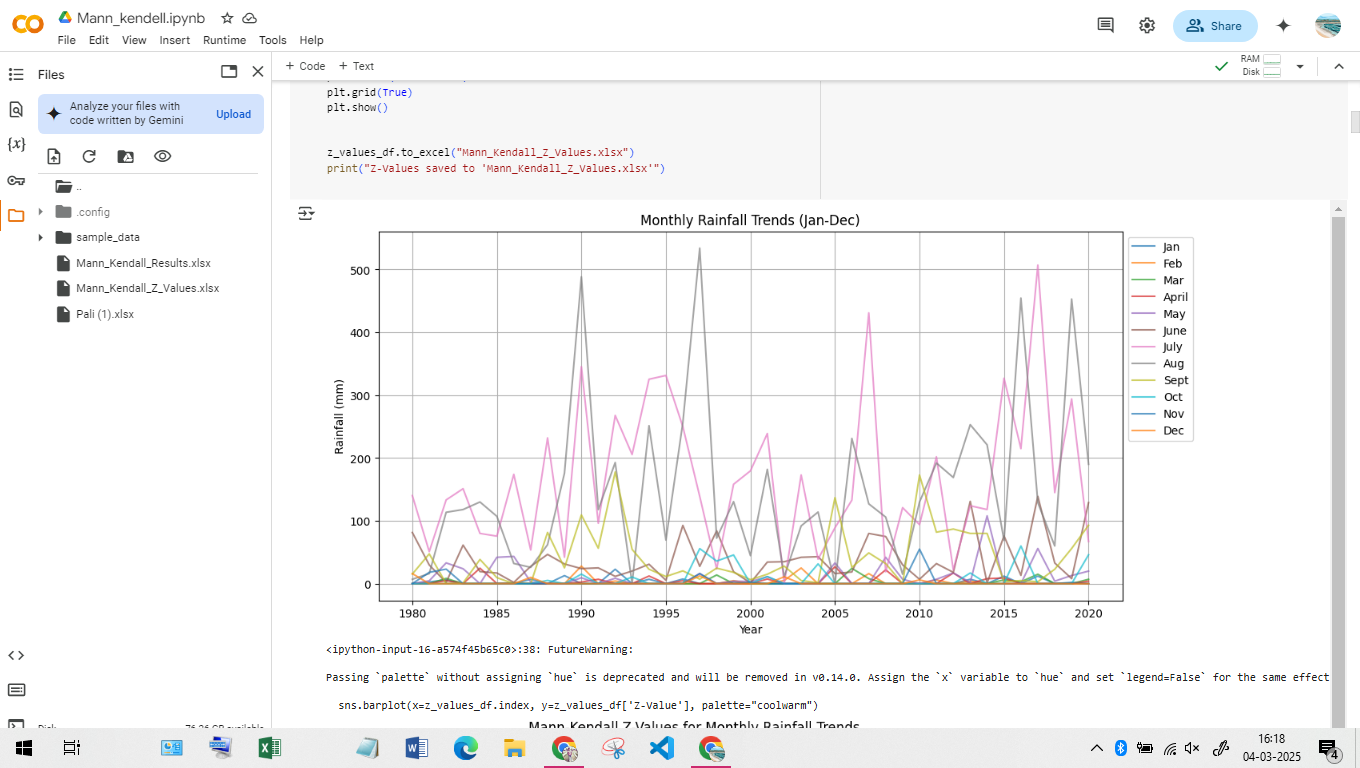 Mann_kendell.ipynb
File Edit View Insert Runtime Tools Help
Share
Files
+ Code + Text
RAM
Disk
Analyze your files with
code written by Gemini
Upload
{x}
..
.config
sample_data
Mann_Kendall_Results.xlsx
Mann_Kendall_Z_Values.xlsx
Pali (1).xlsx
plt.grid(True)
plt.show()
z_values_df.to_excel("Mann_Kendall_Z_Values.xlsx")
print("Z-Values saved to 'Mann_Kendall_Z_Values.xlsx'")
Monthly Rainfall Trends (Jan-Dec)
Rainfall (mm)
500
400
300
200
100
0
1980 1985 1990 1995 2000 2005 2010 2015 2020
Year
Jan
Feb
Mar
April
May
June
July
Aug
Sept
Oct
Nov
Dec
<ipython-input-16-a574f45b65c0>:38: FutureWarning:
Passing `palette` without assigning `hue` is deprecated and will be removed in v0.14.0. Assign the `x` variable to `hue` and set `legend=False` for the same effect
sns.barplot(x=z_values_df.index, y=z_values_df['Z-Value'], palette="coolwarm")
Mann-Kendall Z-Values for Monthly Rainfall Trends
Disk 76.26 GB available
16:18
04-03-2025
4